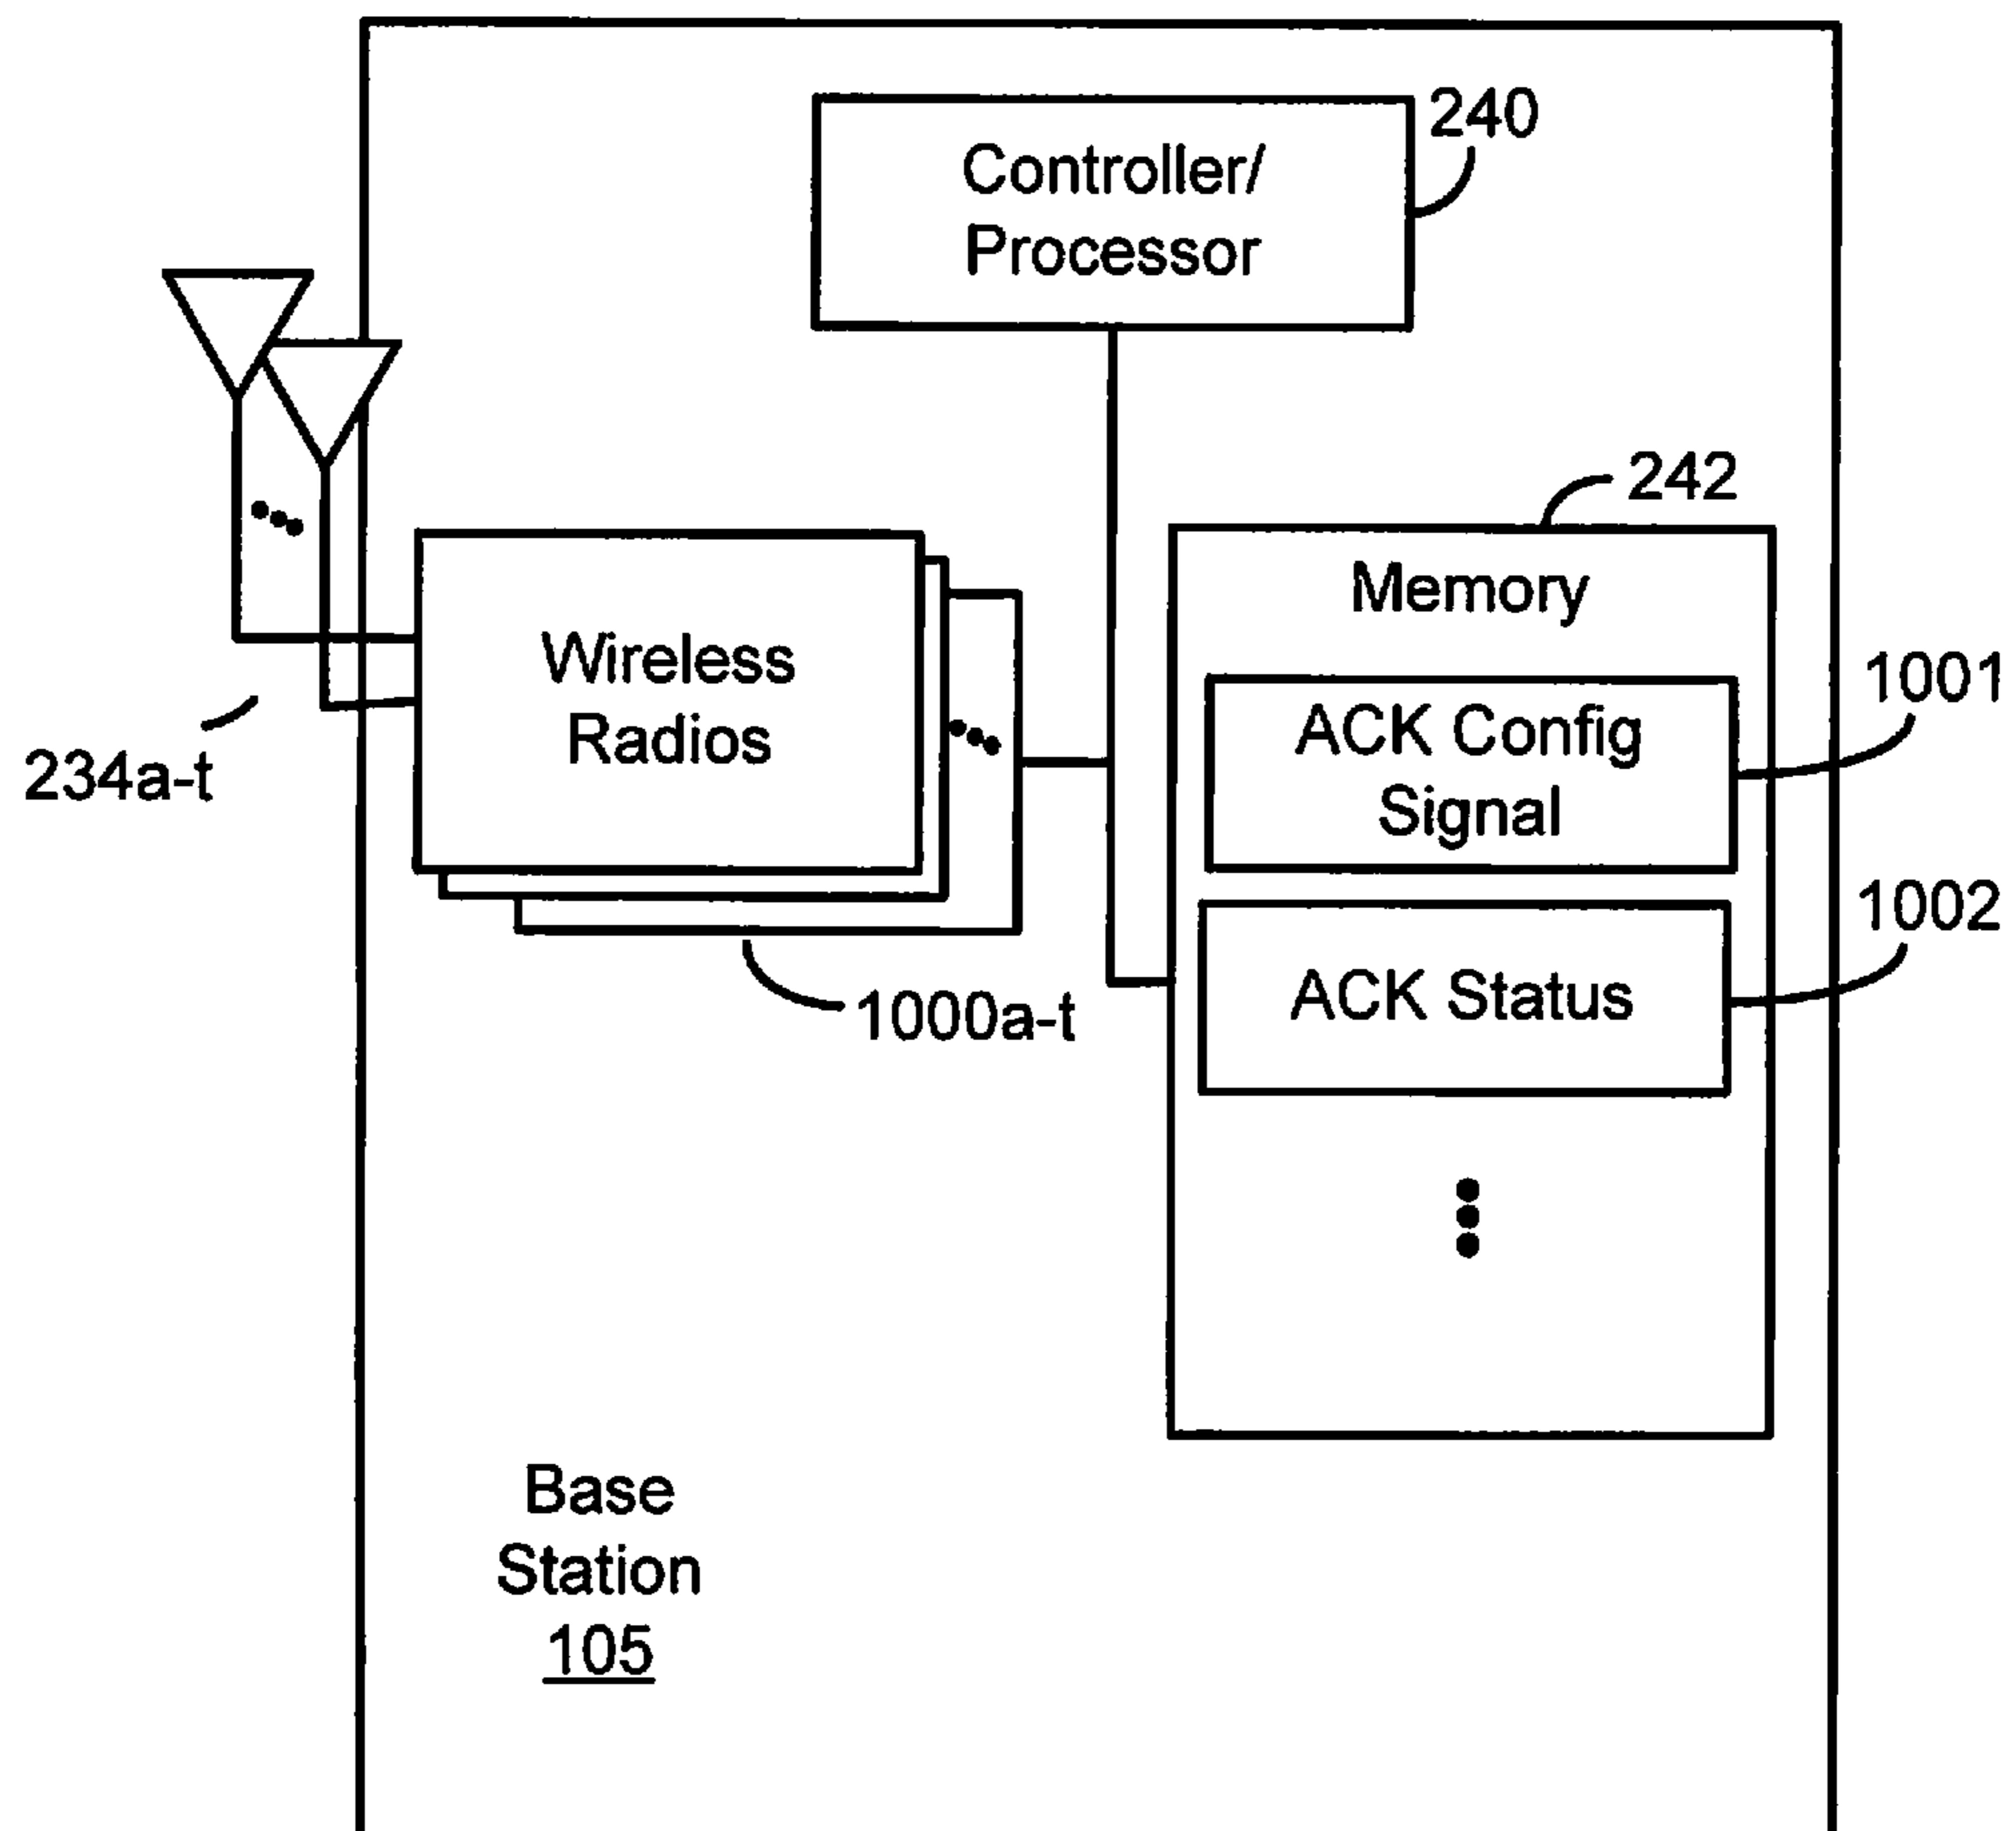 240
Controller/
Processor
242
Memory
Wireless
Radios
1001
ACK Config
Signal
234a-t
1002
ACK Status
1000a-t
Base
Station
105